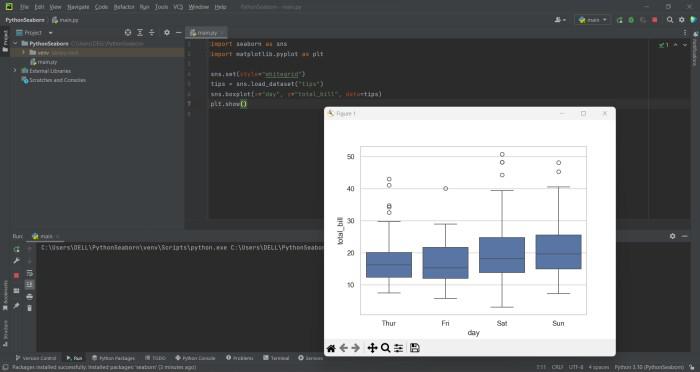 File Edit View Navigate Code Refactor Run Tools VCS Window Help PythonSeaborn - main.py
PythonSeaborn main.py
main
Project main.py
PythonSeaborn C:\Users\DELL\PythonSeaborn
venv library root
main.py
External Libraries
Scratches and Consoles
1
2
3
4
5
6
7
8
import seaborn as sns
import matplotlib.pyplot as plt
sns.set(style="whitegrid")
tips = sns.load_dataset("tips")
sns.boxplot(x="day", y="total_bill", data=tips)
plt.show()
1
Project
Notifications
Figure 1
50
40
30
20
10
total_bill
Thur Fri Sat Sun
day
Run: main
C:\Users\DELL\PythonSeaborn\venv\Scripts\python.exe C:\Users\DELL\PythonSeaborn
Bookmarks
Structure
Version Control Run Python Packages TODO Python Console Problems Terminal Services
Packages installed successfully: Installed packages: 'seaborn' (3 minutes ago) 7:11 CRLF UTF-8 4 spaces Python 3.10 (PythonSeaborn)